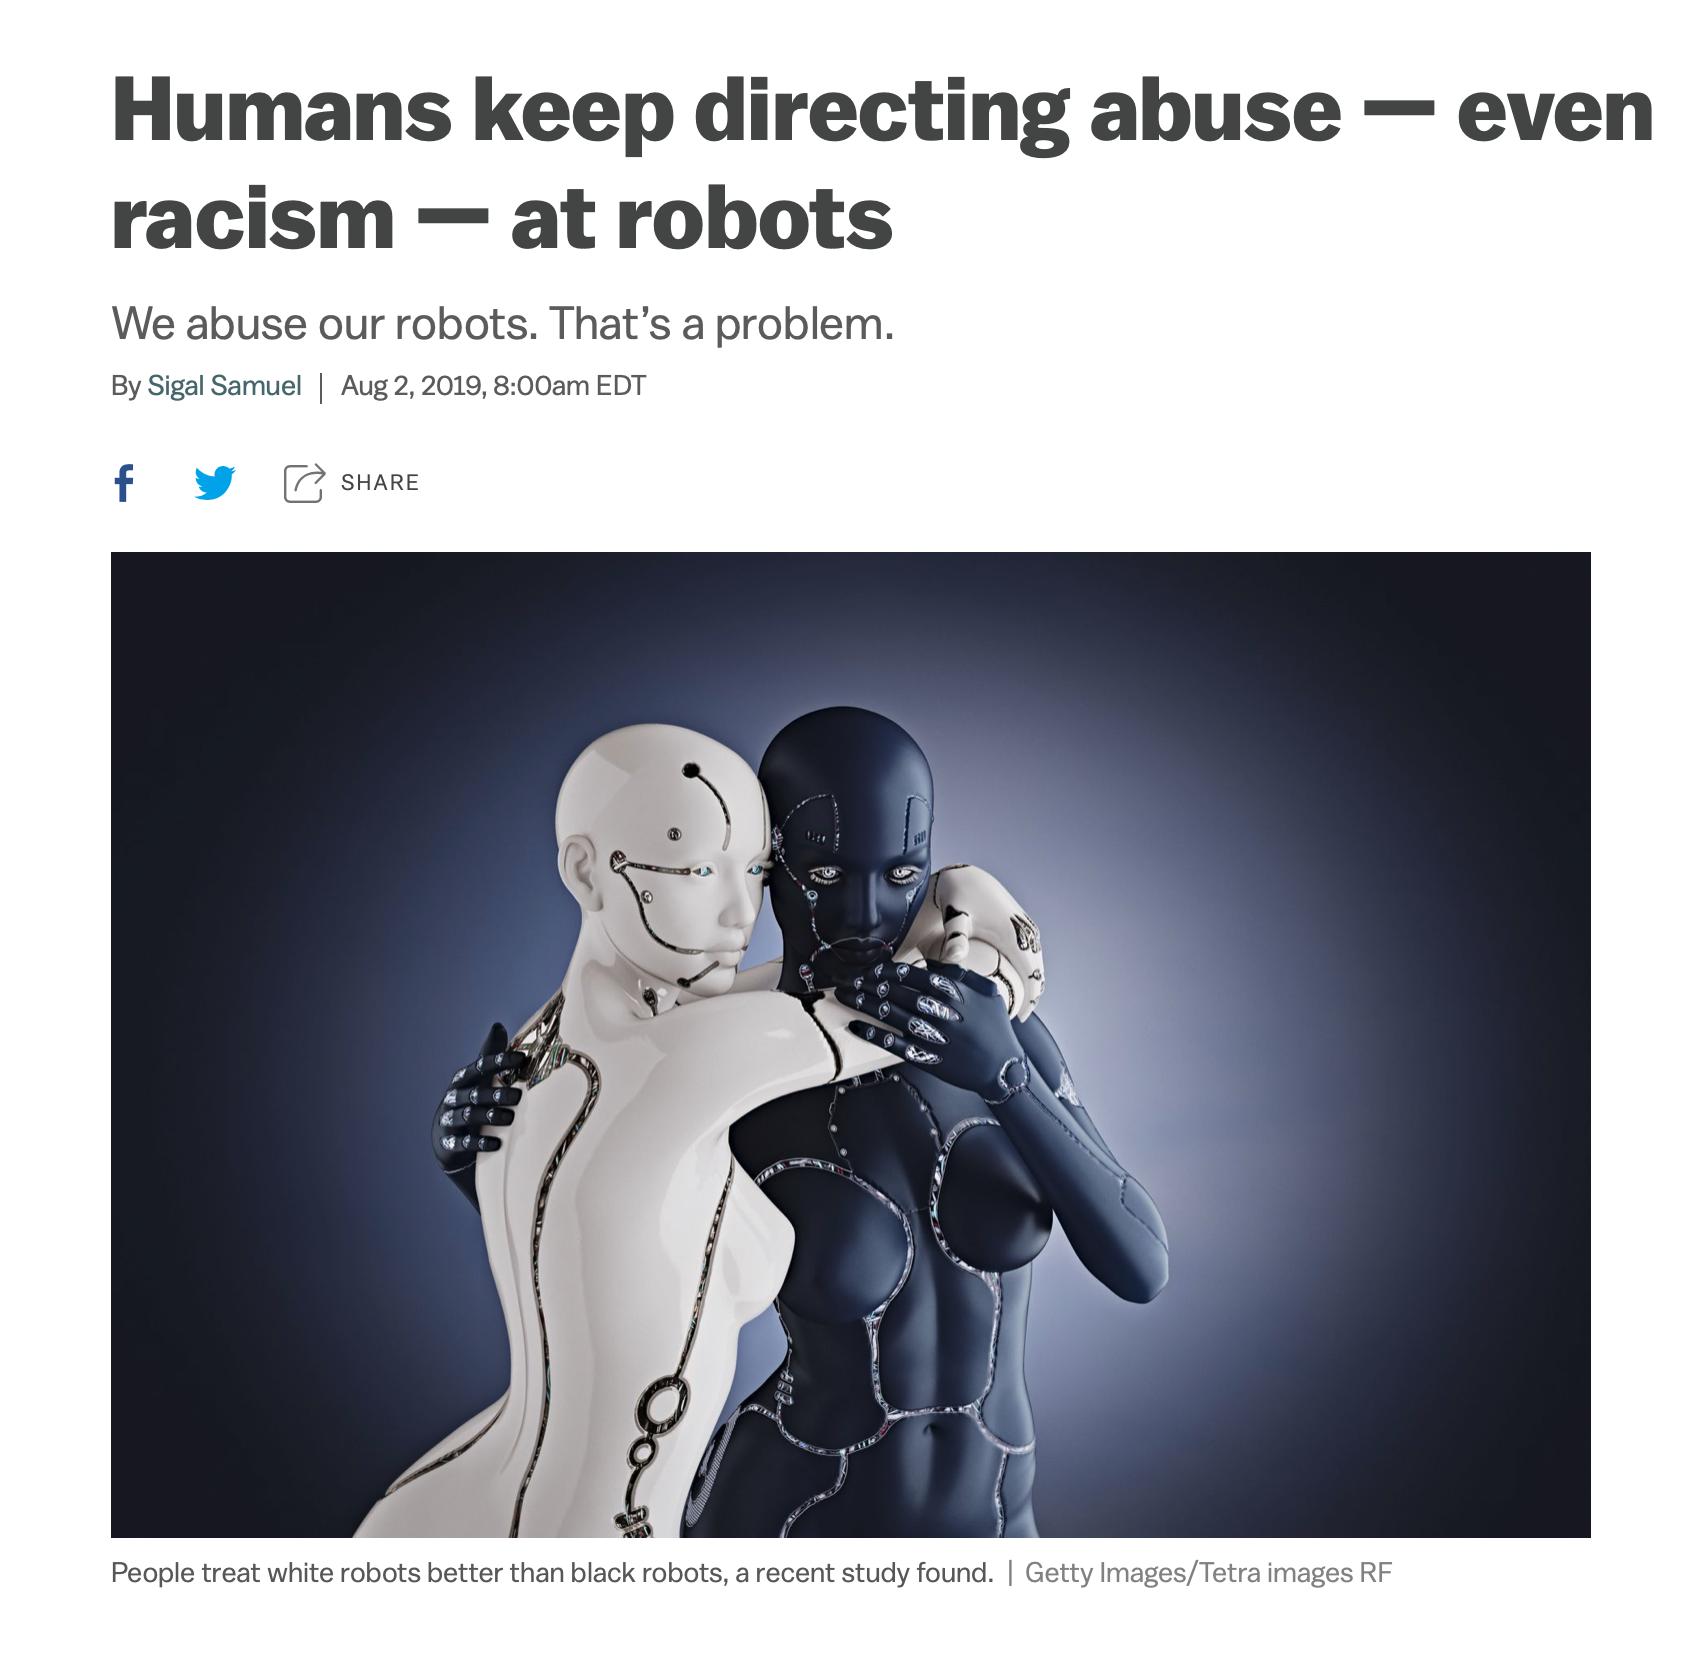 Humans keep directing abuse — even
racism — at robots
We abuse our robots. That’s a problem.
By Sigal Samuel | Aug 2, 2019, 8:00am EDT
SHARE
People treat white robots better than black robots, a recent study found. | Getty Images/Tetra images RF